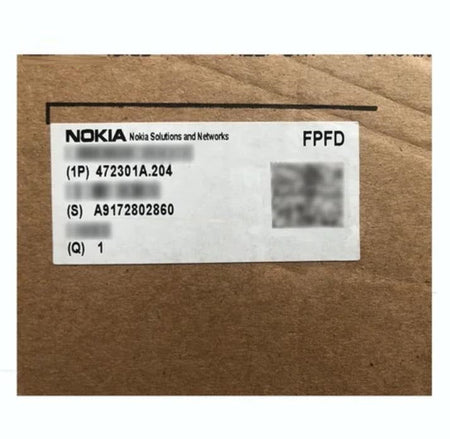 NOKIA Nokia Solutions and Networks FPFD
(1P) 472301A.204
(S) A9172802860
(Q) 1